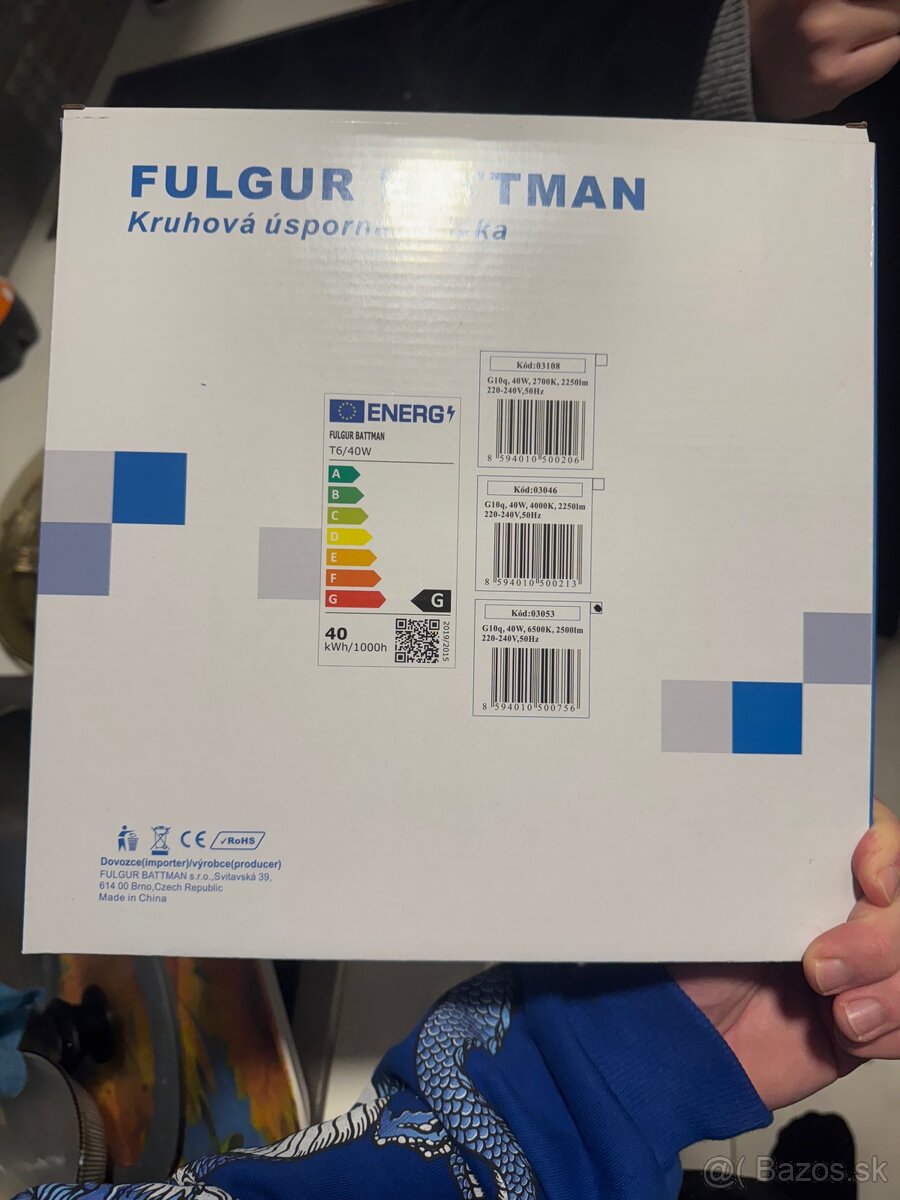 FULGUR
Kruhová
ENERG
FULGUR BATTMAN
T6/40W
A
B
C
D
E
F
G
G
40
kWh/1000h
2019/2015
Kód:03108
G10q, 40W, 2700K, 2250lm
220-240V,50Hz
8 594010 500206
Kód:03046
G10q, 40W, 4000K, 2250lm
220-240V,50Hz
8 594010 500213
Kód:03053
G10q, 40W, 6500K, 2500lm
220-240V,50Hz
8 594010 500756
CE
✓RoHS
Dovozce(importer)/výrobce(producer)
FULGUR BATTMAN s.r.o.,Svitavská 39,
614 00 Brno,Czech Republic
Made in China
@( Bazos.sk